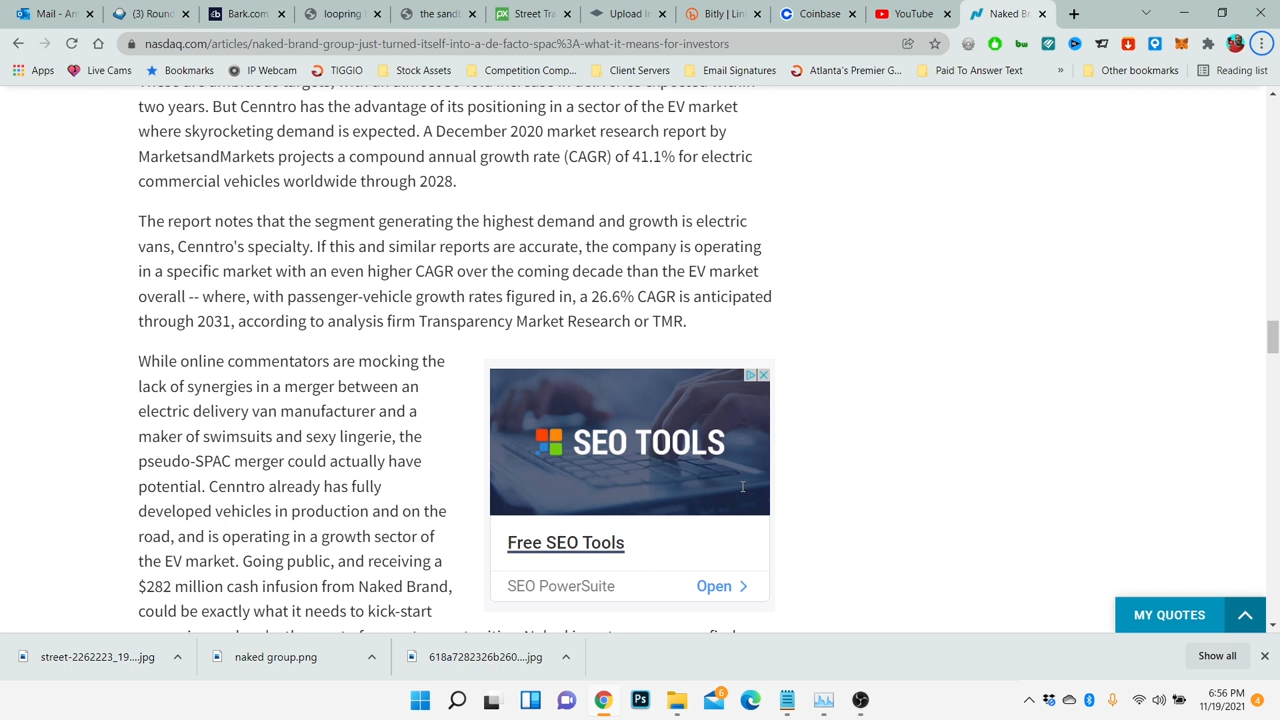 Mail - An
(3) Round
Bark.com
loopring l
the sandt
Street Tra
Upload In
Bitly | Lin
Coinbase
YouTube
Naked Br
nasdaq.com/articles/naked-brand-group-just-turned-itself-into-a-de-facto-spac%3A-what-it-means-for-investors
Apps
Live Cams
Bookmarks
IP Webcam
TIGGIO
Stock Assets
Competition Comp...
Client Servers
Email Signatures
Atlanta's Premier G...
Paid To Answer Text
»
Other bookmarks
Reading list
two years. But Cenntro has the advantage of its positioning in a sector of the EV market
where skyrocketing demand is expected. A December 2020 market research report by
MarketsandMarkets projects a compound annual growth rate (CAGR) of 41.1% for electric
commercial vehicles worldwide through 2028.
The report notes that the segment generating the highest demand and growth is electric
vans, Cenntro's specialty. If this and similar reports are accurate, the company is operating
in a specific market with an even higher CAGR over the coming decade than the EV market
overall -- where, with passenger-vehicle growth rates figured in, a 26.6% CAGR is anticipated
through 2031, according to analysis firm Transparency Market Research or TMR.
While online commentators are mocking the
lack of synergies in a merger between an
electric delivery van manufacturer and a
maker of swimsuits and sexy lingerie, the
pseudo-SPAC merger could actually have
potential. Cenntro already has fully
developed vehicles in production and on the
road, and is operating in a growth sector of
the EV market. Going public, and receiving a
$282 million cash infusion from Naked Brand,
could be exactly what it needs to kick-start
SEO TOOLS
Free SEO Tools
SEO PowerSuite
Open
MY QUOTES
street-2262223_19....jpg
naked group.png
618a7282326b260....jpg
Show all
6
6:56 PM
11/19/2021
4